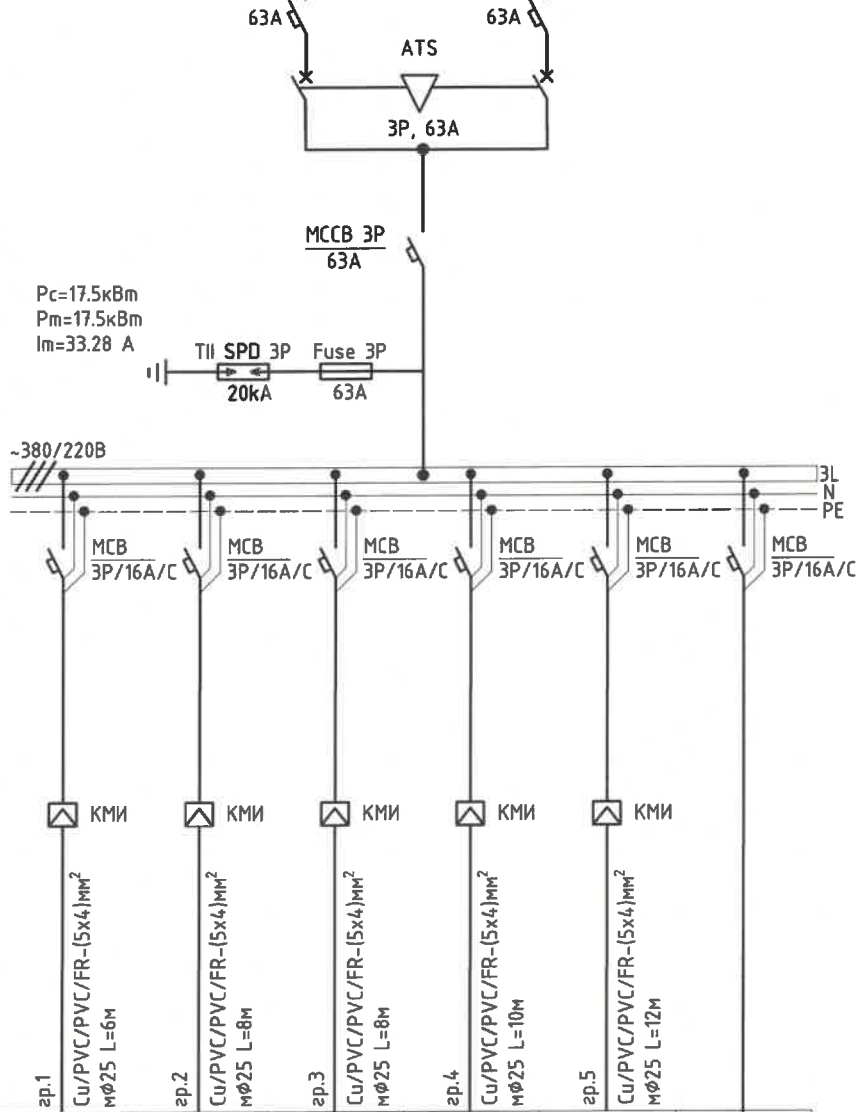 63A
63A
ATS
3P, 63A
MCCB 3P
63A
Pc=17.5кВт
Pm=17.5кВт
Im=33.28 A
TII SPD 3P
20kA
Fuse 3P
63A
~380/220В
3L
N
PE
MCB
3P/16A/C
MCB
3P/16A/C
MCB
3P/16A/C
MCB
3P/16A/C
MCB
3P/16A/C
MCB
3P/16A/C
КМИ
КМИ
КМИ
КМИ
КМИ
гр.1
Cu/PVC/PVC/FR-(5x4)мм²
мф25 L=6м
гр.2
Cu/PVC/PVC/FR-(5x4)мм²
мф25 L=8м
гр.3
Cu/PVC/PVC/FR-(5x4)мм²
мф25 L=8м
гр.4
Cu/PVC/PVC/FR-(5x4)мм²
мф25 L=10м
гр.5
Cu/PVC/PVC/FR-(5x4)мм²
мф25 L=12м